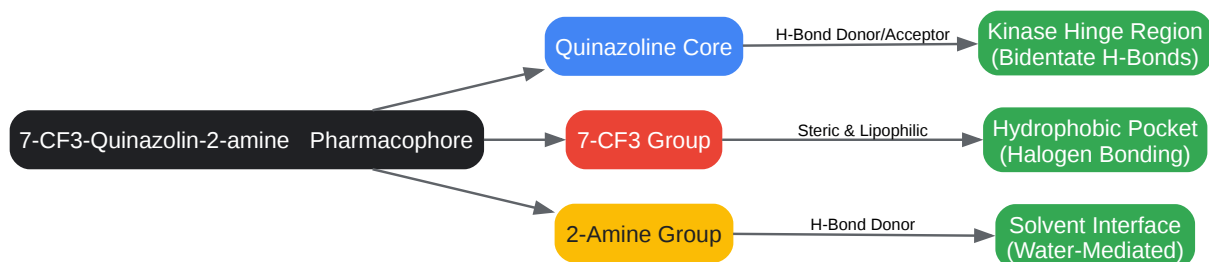 7-CF3-Quinazolin-2-amine Pharmacophore
Quinazoline Core
H-Bond Donor/Acceptor
Kinase Hinge Region
(Bidentate H-Bonds)
7-CF3 Group
Steric & Lipophilic
Hydrophobic Pocket
(Halogen Bonding)
2-Amine Group
H-Bond Donor
Solvent Interface
(Water-Mediated)